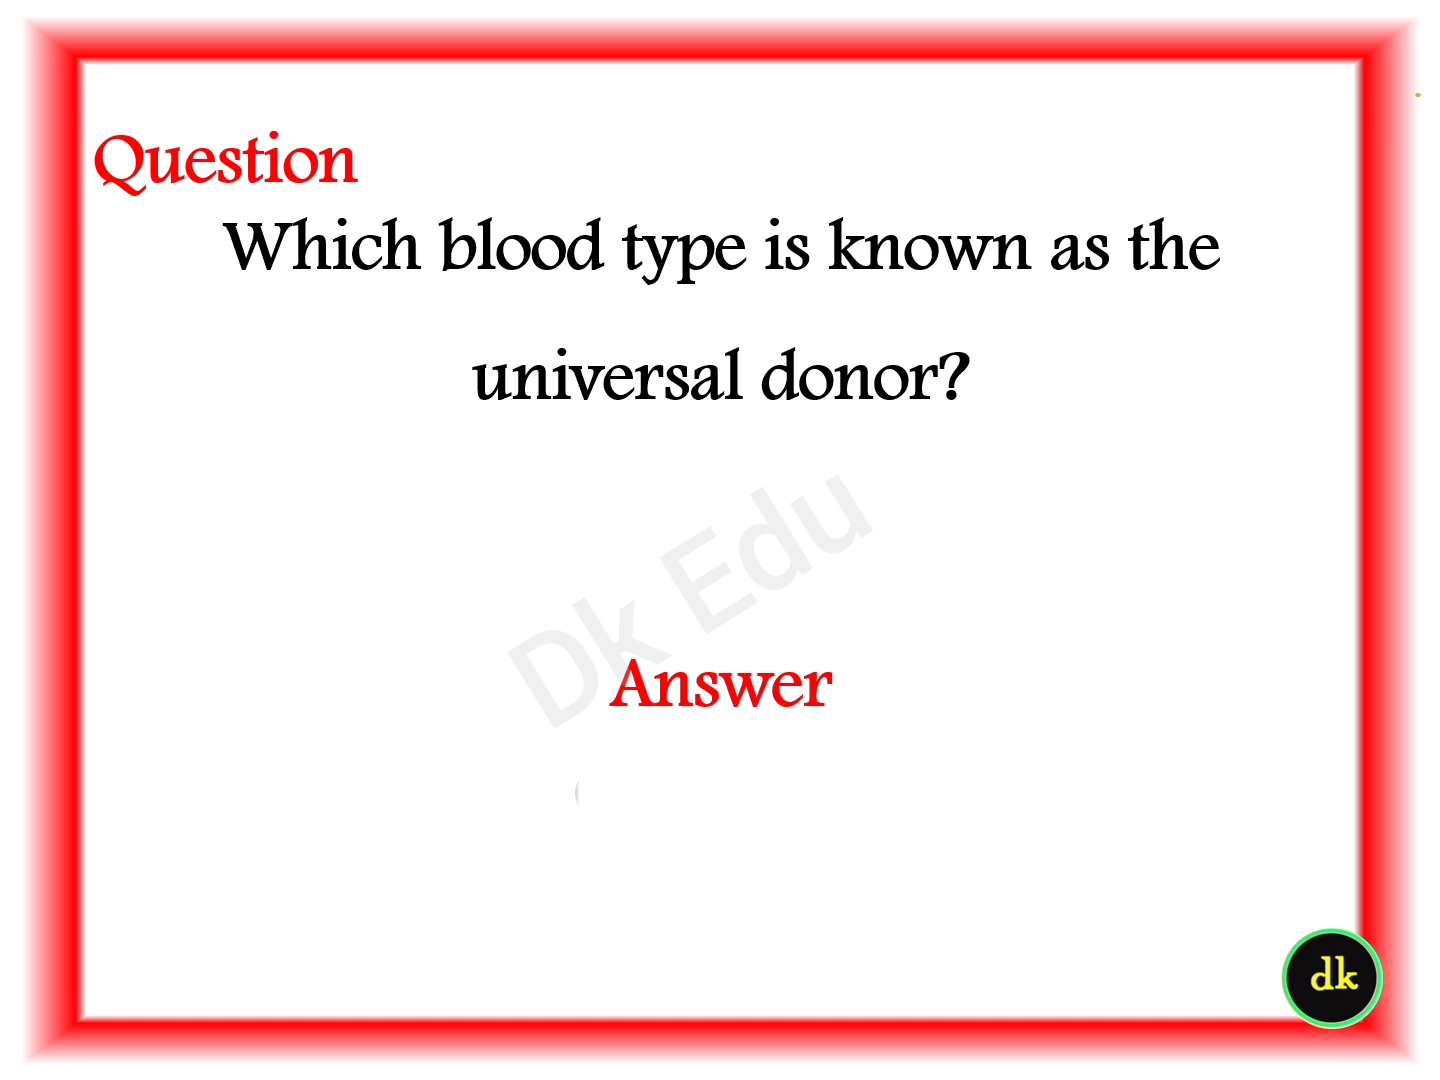 Question
Which blood type is known as the
universal donor?
Dk Edu
Answer
dk